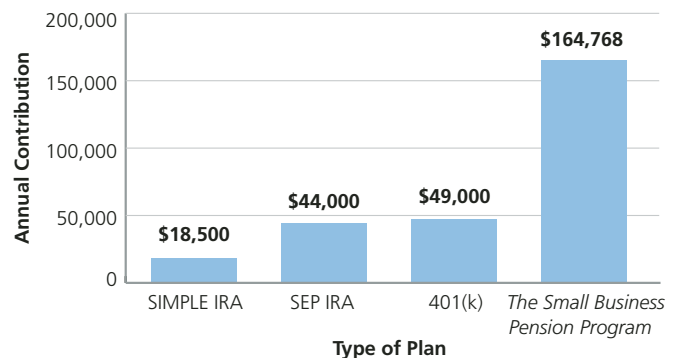 200,000
$164,768
150,000
100,000
$49,000
$44,000
50,000
$18,500
0
Annual Contribution
SIMPLE IRA SEP IRA 401(k) The Small Business
Pension Program
Type of Plan